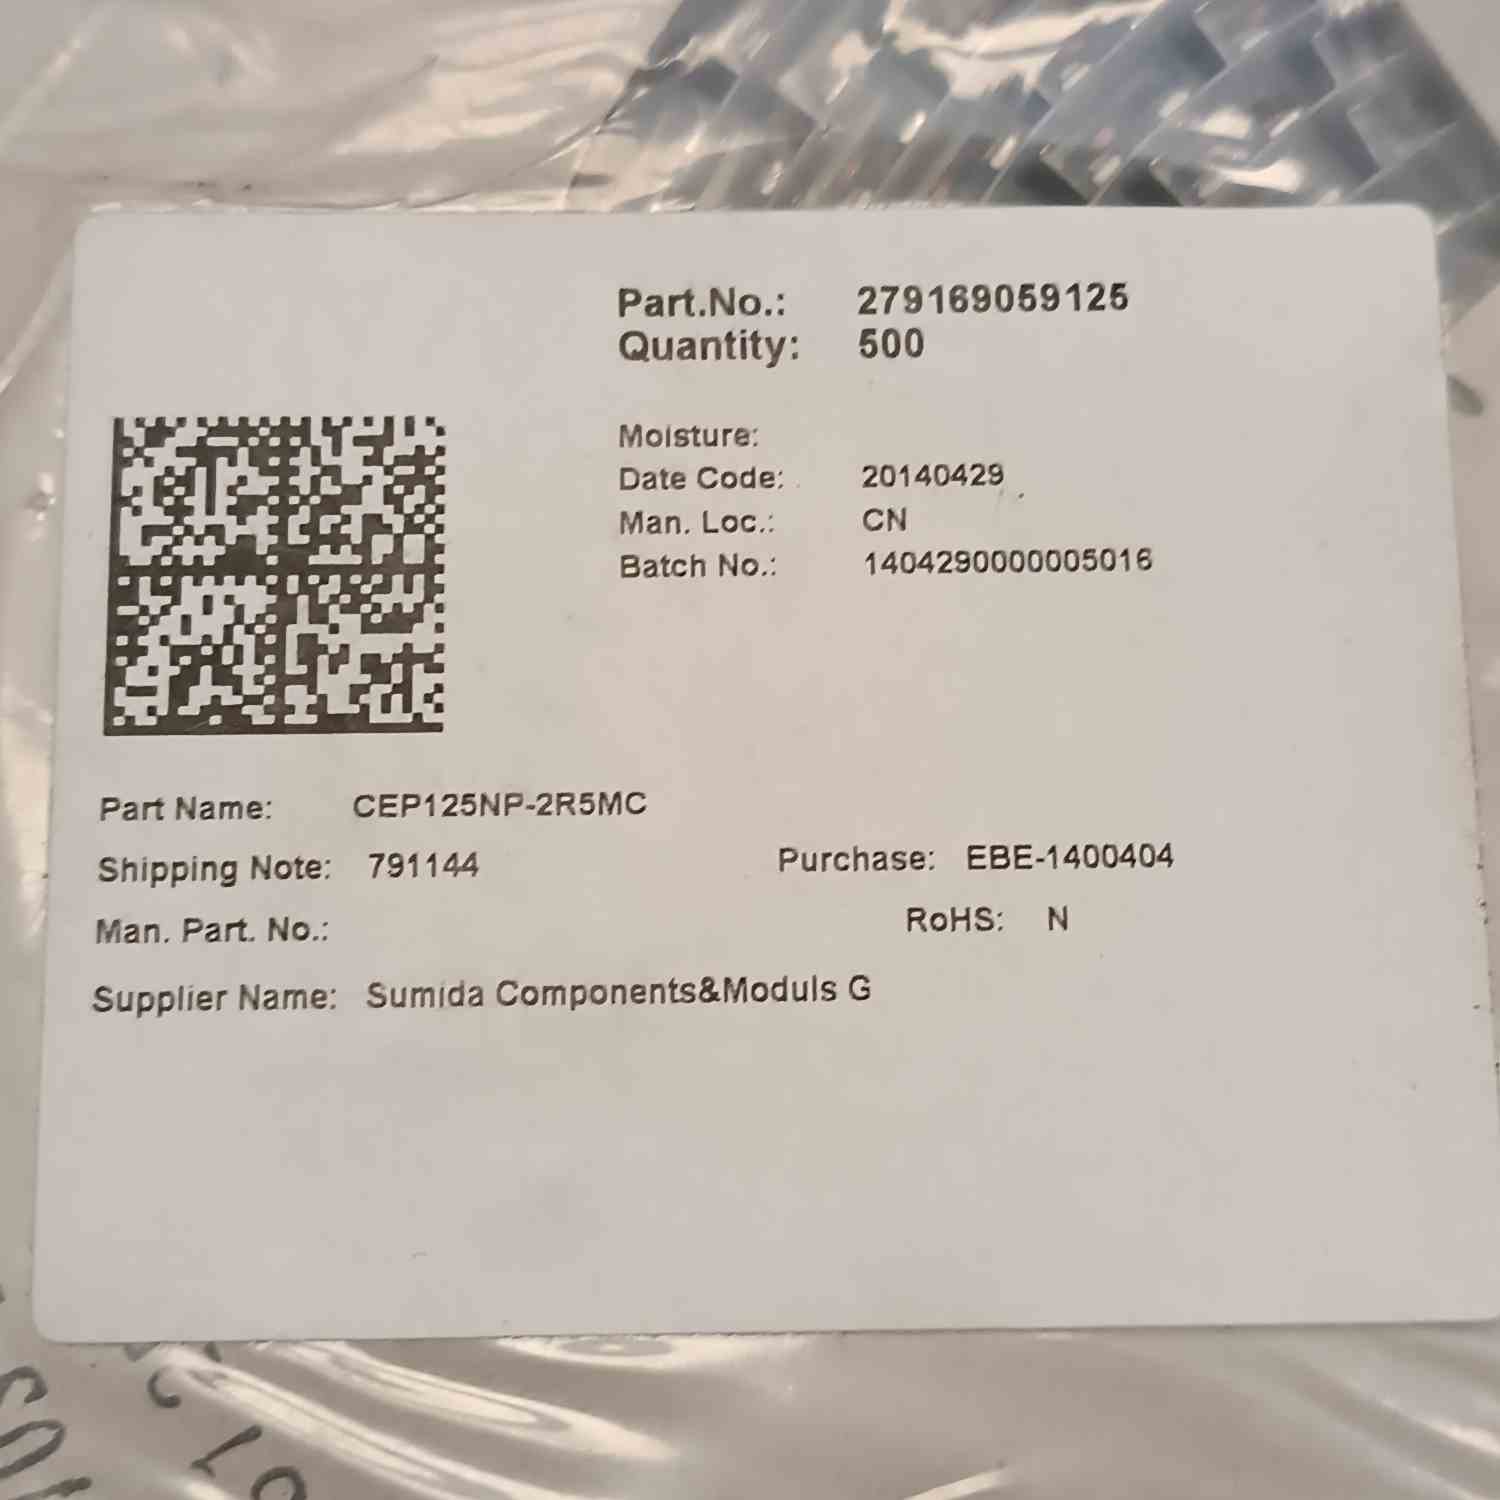 Part.No.: 279169059125
Quantity: 500
Moisture:
Date Code: 20140429
Man. Loc.: CN
Batch No.: 1404290000005016
Part Name: CEP125NP-2R5MC
Shipping Note: 791144 Purchase: EBE-1400404
Man. Part. No.: RoHS: N
Supplier Name: Sumida Components&Moduls G